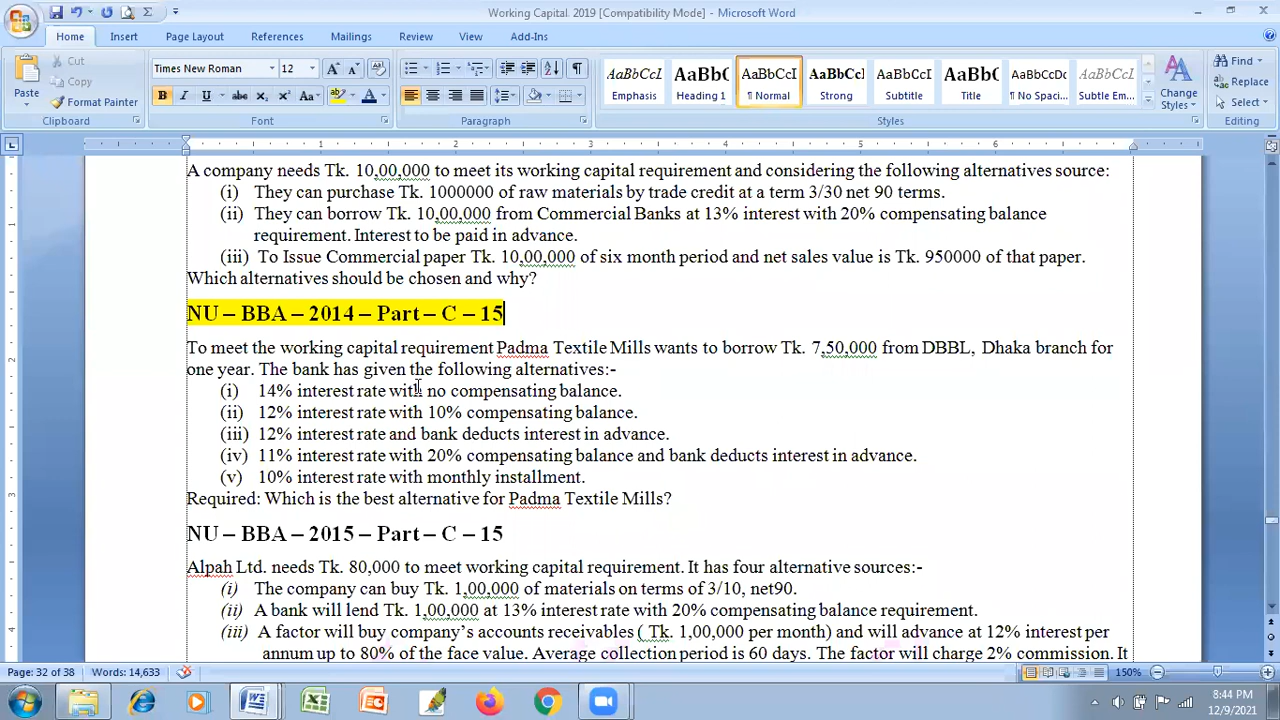 Working Capital. 2019 [Compatibility Mode] - Microsoft Word
Home Insert Page Layout References Mailings Review View Add-Ins
Cut
Copy
Format Painter
Paste
Clipboard
Times New Roman 12
Font
Paragraph
AaBbCcI Emphasis
AaBbC Heading 1
AaBbCcI ¶ Normal
AaBbCcl Strong
AaBbCcl Subtitle
AaBbC Title
AaBbCcDc ¶ No Spaci...
AaBbCcI Subtle Em...
Change Styles
Styles
Find
Replace
Select
Editing
A company needs Tk. 10,00,000 to meet its working capital requirement and considering the following alternatives source:
(i) They can purchase Tk. 1000000 of raw materials by trade credit at a term 3/30 net 90 terms.
(ii) They can borrow Tk. 10,00,000 from Commercial Banks at 13% interest with 20% compensating balance
requirement. Interest to be paid in advance.
(iii) To Issue Commercial paper Tk. 10,00,000 of six month period and net sales value is Tk. 950000 of that paper.
Which alternatives should be chosen and why?
NU – BBA – 2014 – Part – C – 15
To meet the working capital requirement Padma Textile Mills wants to borrow Tk. 7,50,000 from DBBL, Dhaka branch for
one year. The bank has given the following alternatives:-
(i) 14% interest rate with no compensating balance.
(ii) 12% interest rate with 10% compensating balance.
(iii) 12% interest rate and bank deducts interest in advance.
(iv) 11% interest rate with 20% compensating balance and bank deducts interest in advance.
(v) 10% interest rate with monthly installment.
Required: Which is the best alternative for Padma Textile Mills?
NU – BBA – 2015 – Part – C – 15
Alpah Ltd. needs Tk. 80,000 to meet working capital requirement. It has four alternative sources:-
(i) The company can buy Tk. 1,00,000 of materials on terms of 3/10, net90.
(ii) A bank will lend Tk. 1,00,000 at 13% interest rate with 20% compensating balance requirement.
(iii) A factor will buy company's accounts receivables ( Tk. 1,00,000 per month) and will advance at 12% interest per
annum up to 80% of the face value. Average collection period is 60 days. The factor will charge 2% commission. It
Page: 32 of 38 Words: 14,633 150%
8:44 PM
12/9/2021